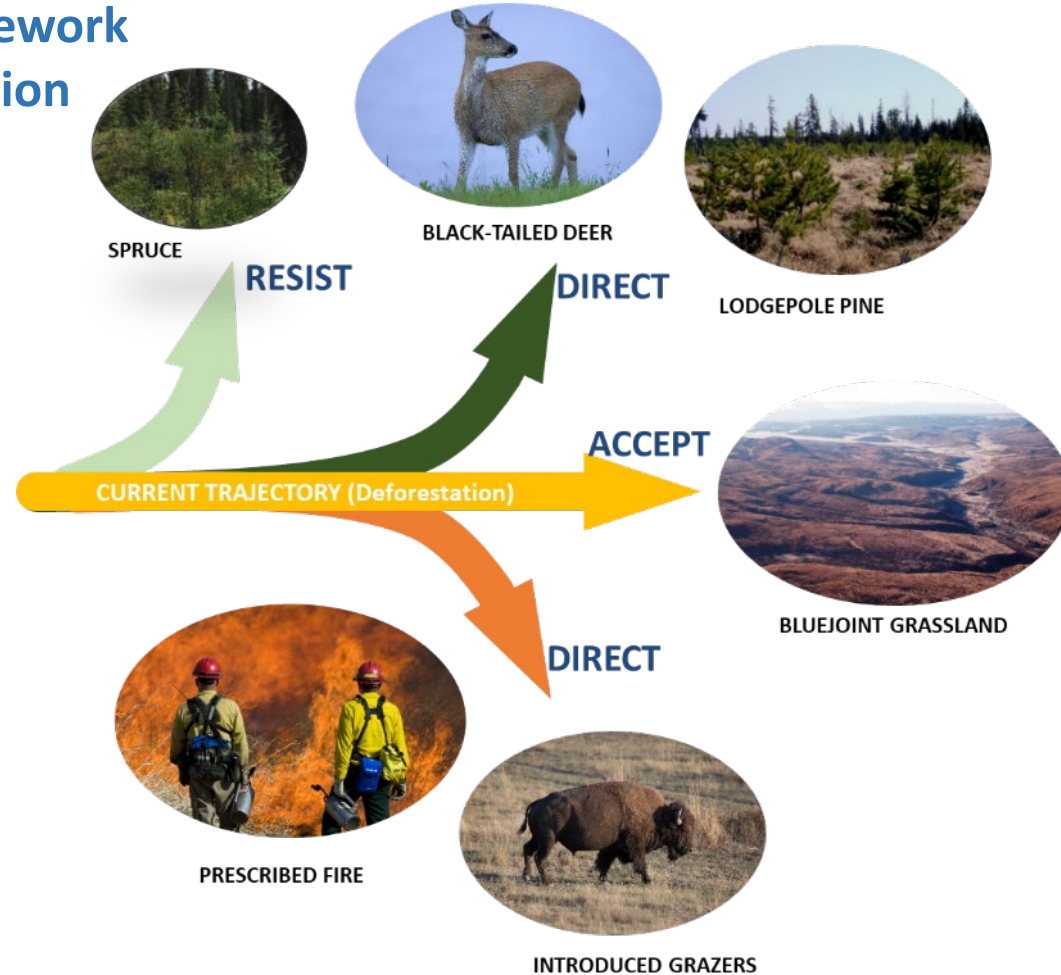 ework
ion
SPRUCE
BLACK-TAILED DEER
RESIST
DIRECT
LODGEPOLE PINE
ACCEPT
CURRENT TRAJECTORY (Deforestation)
BLUEJOINT GRASSLAND
DIRECT
PRESCRIBED FIRE
INTRODUCED GRAZERS